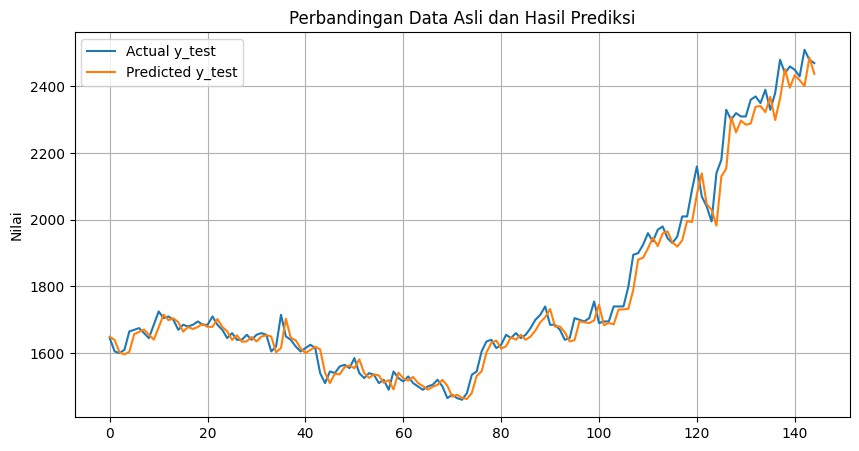 Perbandingan Data Asli dan Hasil Prediksi
Actual y_test
Predicted y_test
Nilai
2400
2200
2000
1800
1600
0 20 40 60 80 100 120 140